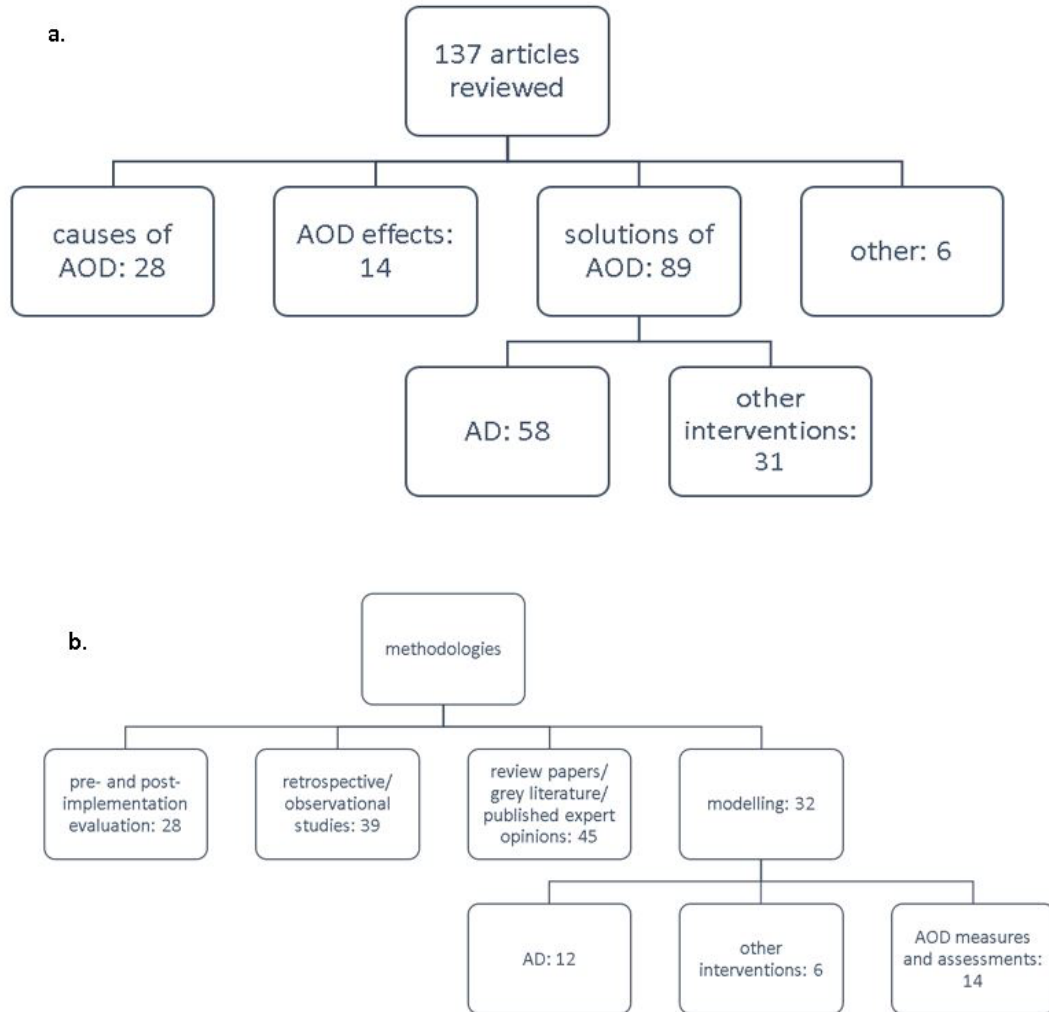 a.
137 articles
reviewed
causes of
AOD: 28
AOD effects:
14
solutions of
AOD: 89
other: 6
AD: 58
other
interventions:
31
b.
methodologies
pre- and post-
implementation
evaluation: 28
retrospective/
observational
studies: 39
review papers/
grey literature/
published expert
opinions: 45
modelling: 32
AD: 12
other
interventions: 6
AOD measures
and assessments:
14